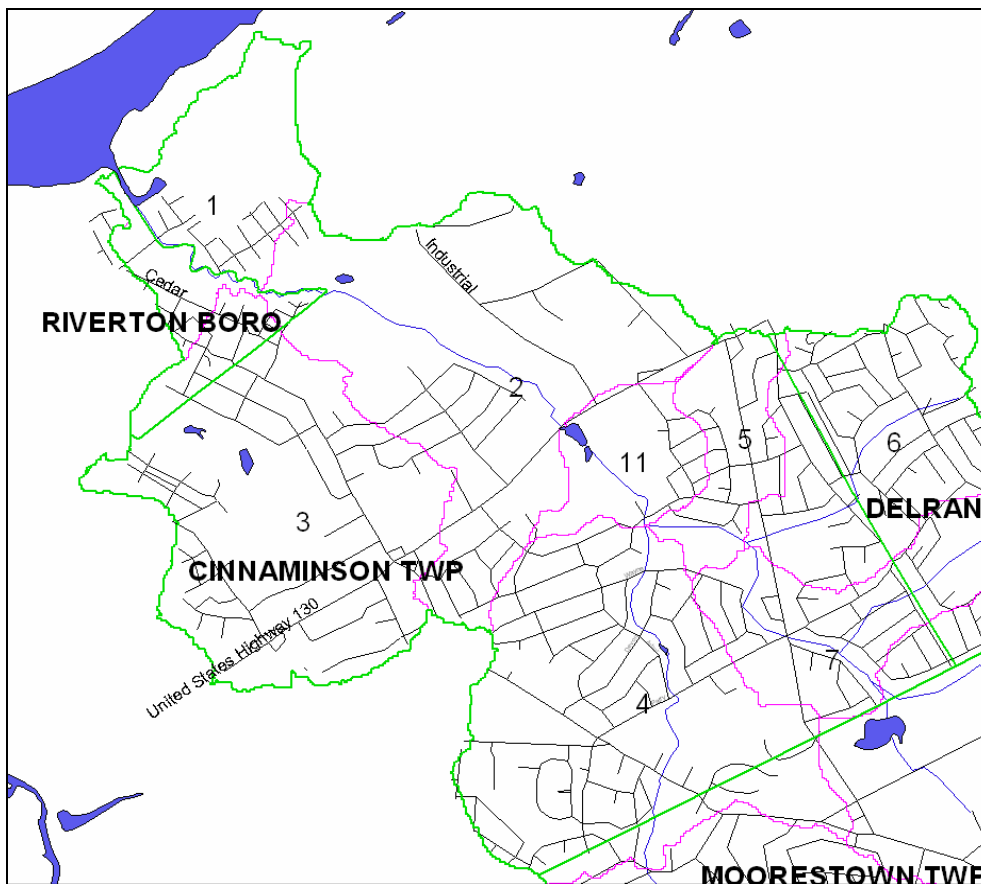 1
Industrial
Cedar
RIVERTON BORO
2
5
6
11
DELRAN
3
CINNAMINSON TWP
United States Highway 130
7
4
MOORESTOWN TWP